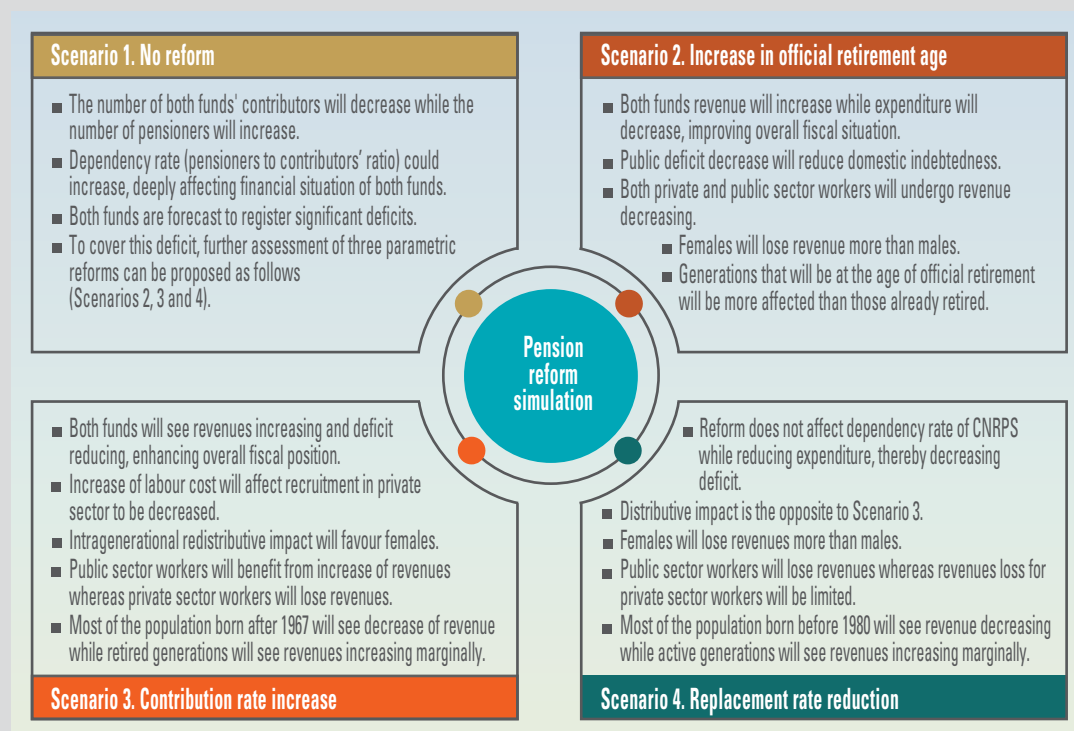 Scenario 1. No reform
■ The number of both funds' contributors will decrease while the
number of pensioners will increase.
■ Dependency rate (pensioners to contributors' ratio) could
increase, deeply affecting financial situation of both funds.
■ Both funds are forecast to register significant deficits.
■ To cover this deficit, further assessment of three parametric
reforms can be proposed as follows
(Scenarios 2, 3 and 4).
Scenario 2. Increase in official retirement age
■ Both funds revenue will increase while expenditure will
decrease, improving overall fiscal situation.
■ Public deficit decrease will reduce domestic indebtedness.
■ Both private and public sector workers will undergo revenue
decreasing.
■ Females will lose revenue more than males.
■ Generations that will be at the age of official retirement
will be more affected than those already retired.
Pension
reform
simulation
■ Both funds will see revenues increasing and deficit
reducing, enhancing overall fiscal position.
■ Increase of labour cost will affect recruitment in private
sector to be decreased.
■ Intragenerational redistributive impact will favour females.
■ Public sector workers will benefit from increase of revenues
whereas private sector workers will lose revenues.
■ Most of the population born after 1967 will see decrease of revenue
while retired generations will see revenues increasing marginally.
Scenario 3. Contribution rate increase
■ Reform does not affect dependency rate of CNRPS
while reducing expenditure, thereby decreasing
deficit.
■ Distributive impact is the opposite to Scenario 3.
■ Females will lose revenues more than males.
■ Public sector workers will lose revenues whereas revenues loss for
private sector workers will be limited.
■ Most of the population born before 1980 will see revenue decreasing
while active generations will see revenues increasing marginally.
Scenario 4. Replacement rate reduction